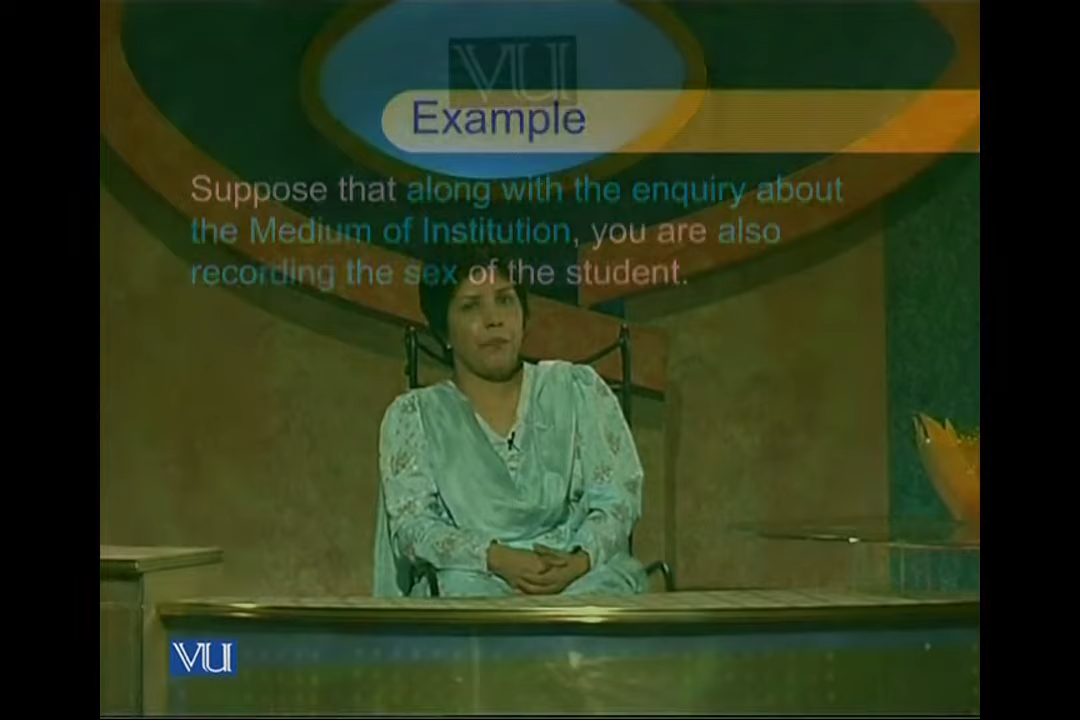 VU
Example
Suppose that along with the enquiry about
the Medium of Institution, you are also
recording the sex of the student.
VU